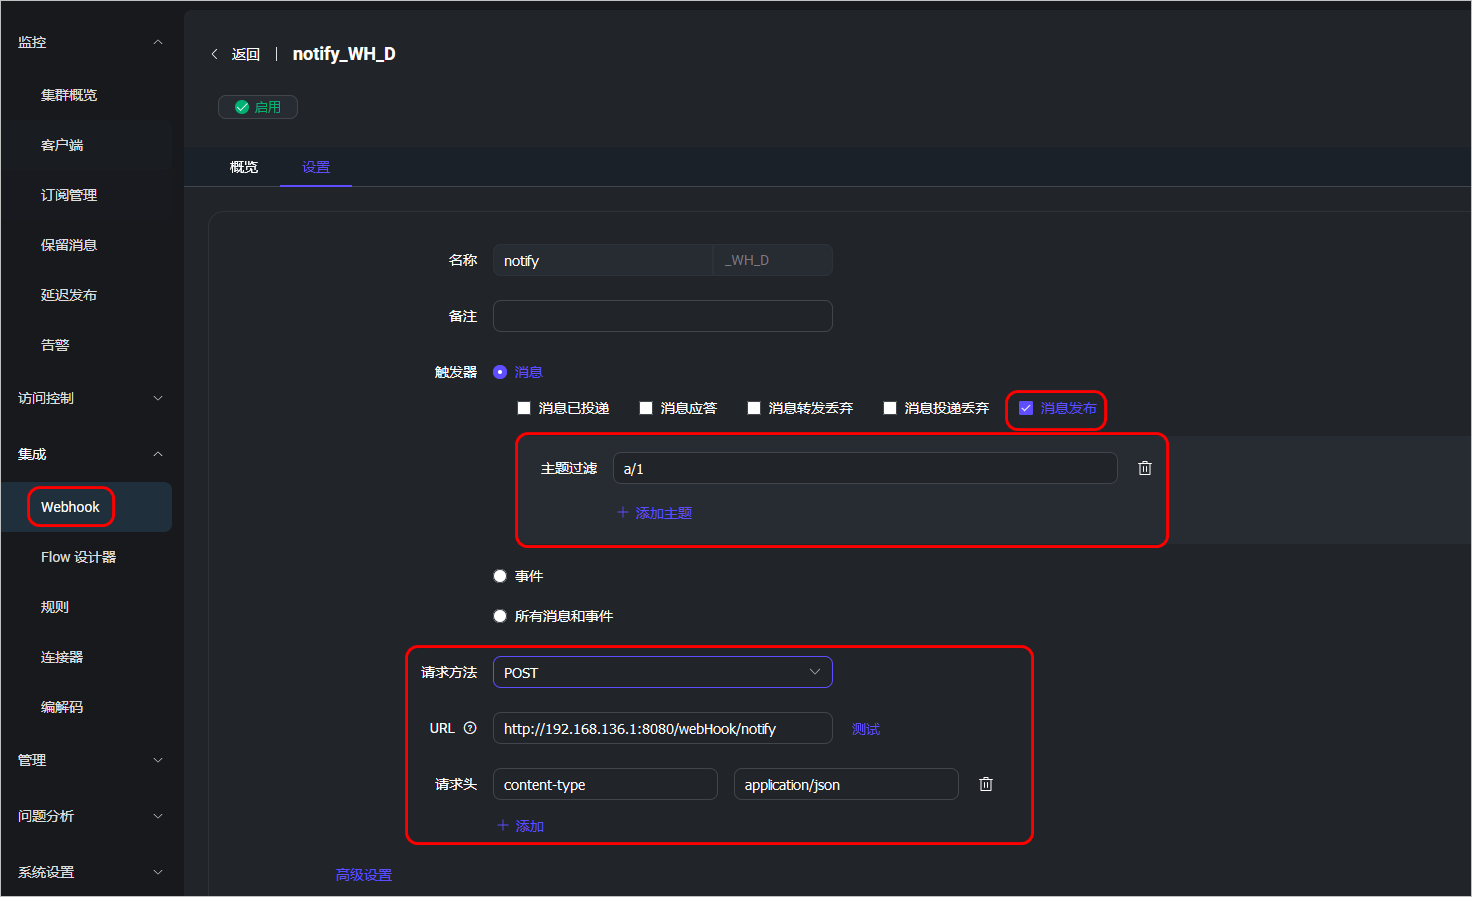 监控
集群概览
客户端
订阅管理
保留消息
延迟发布
告警
访问控制
集成
Webhook
Flow 设计器
规则
连接器
编解码
管理
问题分析
系统设置
返回 | notify_WH_D
启用
概览 设置
名称 notify _WH_D
备注
触发器 消息
消息已投递 消息应答 消息转发丢弃 消息投递丢弃 消息发布
主题过滤 a/1
+ 添加主题
事件
所有消息和事件
请求方法 POST
URL http://192.168.136.1:8080/webHook/notify 测试
请求头 content-type application/json
+ 添加
高级设置